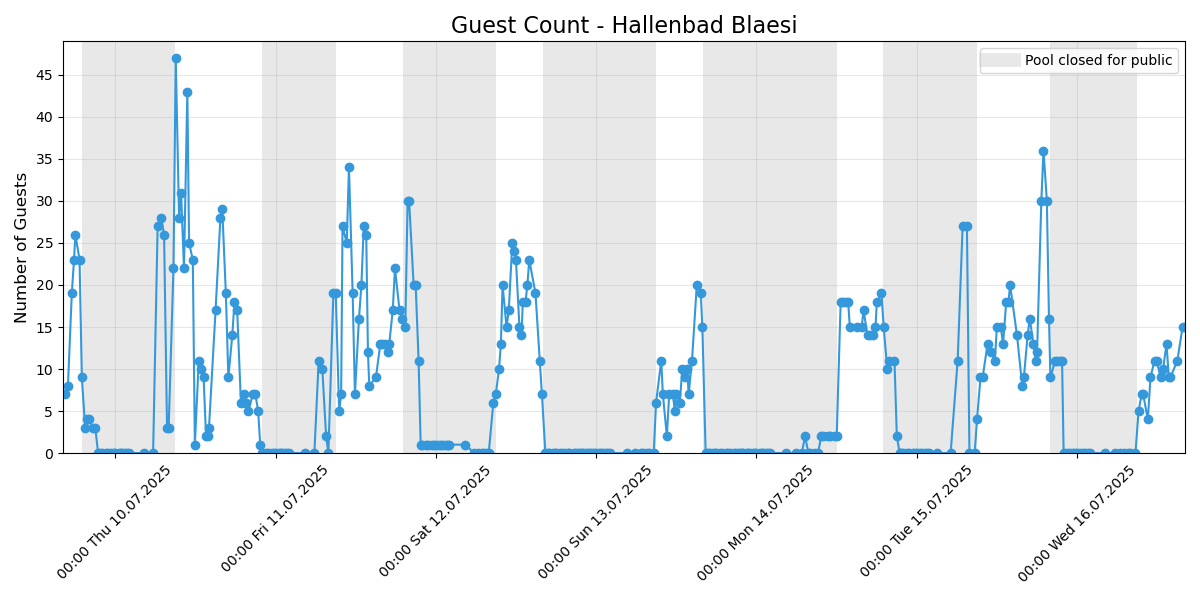 Guest Count - Hallenbad Blaesi
Pool closed for public
Number of Guests
45
40
35
30
25
20
15
10
5
0
00:00 Thu 10.07.2025
00:00 Fri 11.07.2025
00:00 Sat 12.07.2025
00:00 Sun 13.07.2025
00:00 Mon 14.07.2025
00:00 Tue 15.07.2025
00:00 Wed 16.07.2025